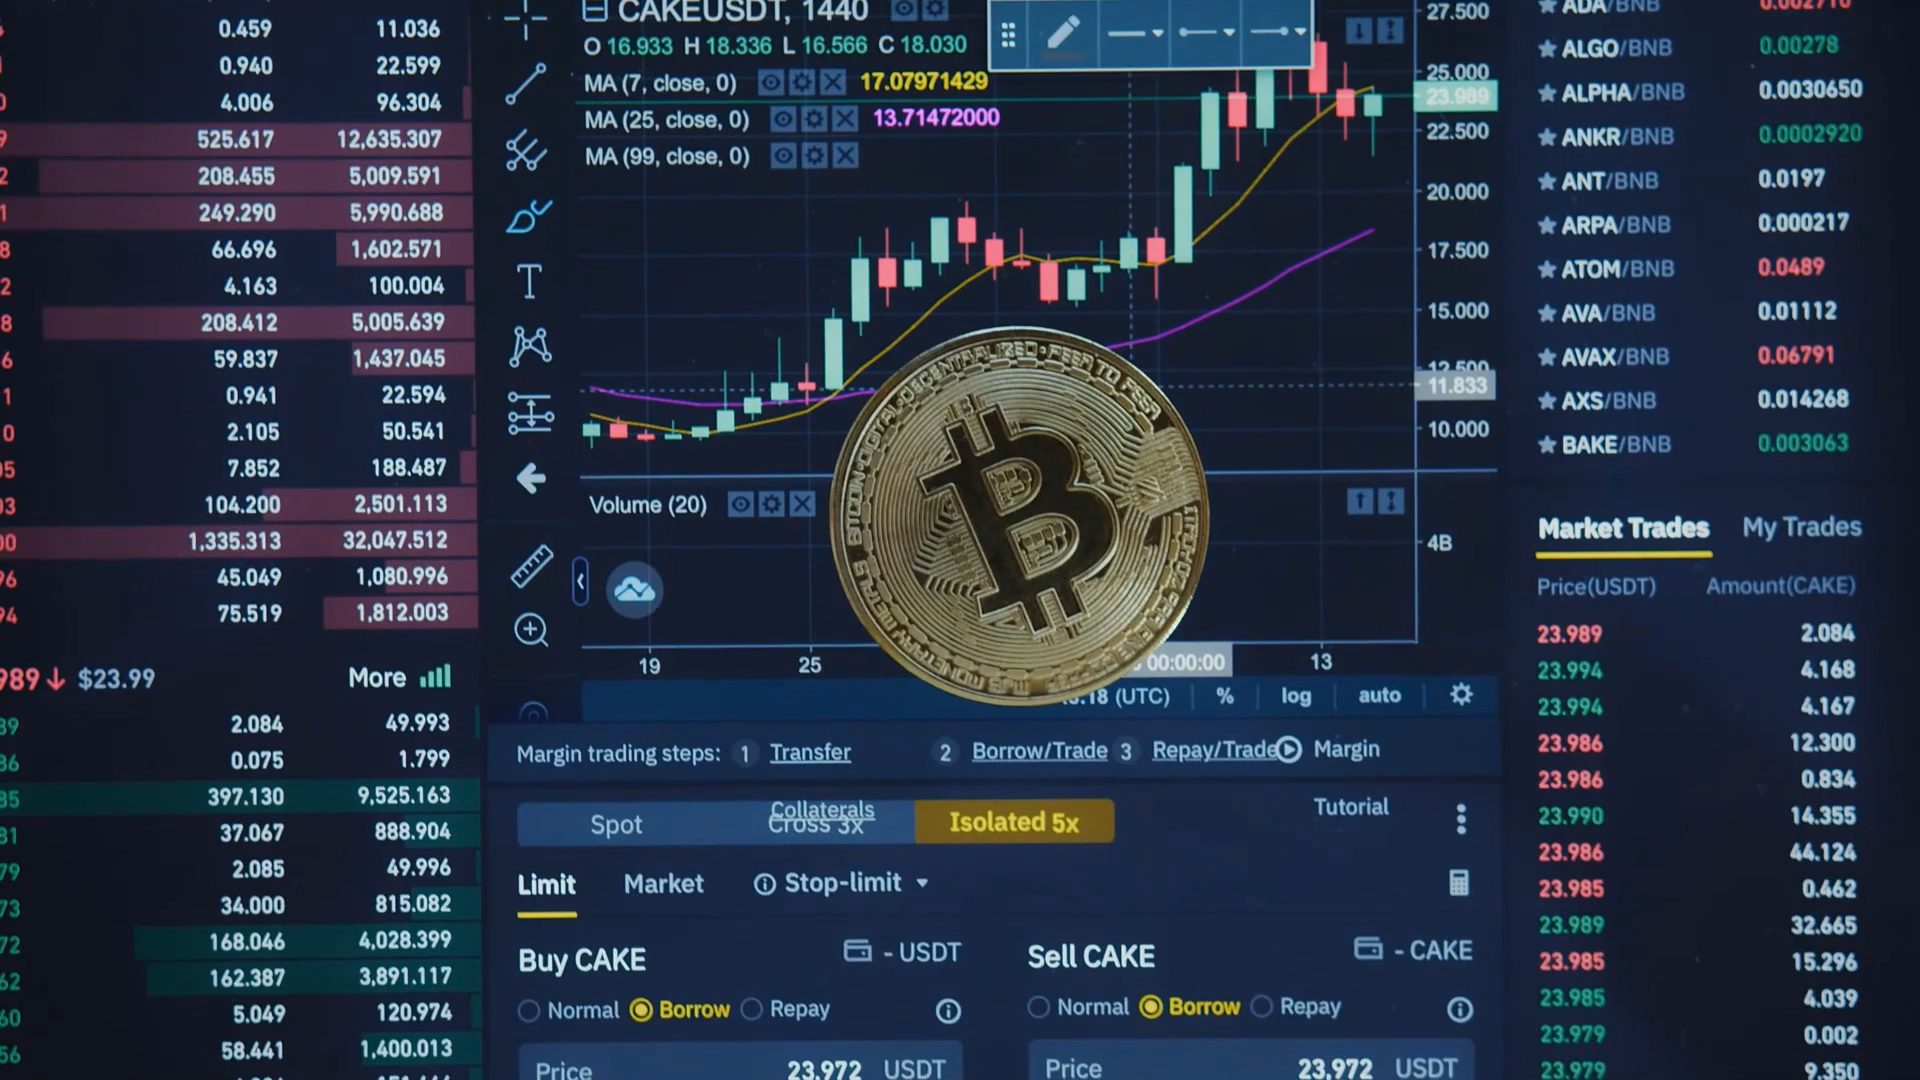 0.459 11.036
0.940 22.599
4.006 96.304
525.617 12,635.307
208.455 5,009.591
249.290 5,990.688
66.696 1,602.571
4.163 100.004
208.412 5,005.639
59.837 1,437.045
0.941 22.594
2.105 50.541
7.852 188.487
104.200 2,501.113
1,335.313 32,047.512
45.049 1,080.996
75.519 1,812.003
989 ↓ $23.99 More
2.084 49.993
0.075 1.799
397.130 9,525.163
37.067 888.904
2.085 49.996
34.000 815.082
168.046 4,028.399
162.387 3,891.117
5.049 120.974
58.441 1,400.013
CAKEUSDT, 1440
O 16.933 H 18.336 L 16.566 C 18.030
MA (7, close, 0) 17.07971429
MA (25, close, 0) 13.71472000
MA (99, close, 0)
27.500
25.000
23.989
22.500
20.000
17.500
15.000
12.500
11.833
10.000
Volume (20)
4B
19 25 00:00:00 13
18 (UTC) % log auto
BITCOIN·DIGITAL·DECENTRALIZED·PEER TO PEER
Margin trading steps: 1 Transfer 2 Borrow/Trade 3 Repay/Trade Margin
Collaterals Tutorial
Spot Cross 3x Isolated 5x
Limit Market Stop-limit
Buy CAKE - USDT Sell CAKE - CAKE
Normal Borrow Repay Normal Borrow Repay
Price 23.972 USDT Price 23.972 USDT
ADA/BNB 0.002710
ALGO/BNB 0.00278
ALPHA/BNB 0.0030650
ANKR/BNB 0.0002920
ANT/BNB 0.0197
ARPA/BNB 0.000217
ATOM/BNB 0.0489
AVA/BNB 0.01112
AVAX/BNB 0.06791
AXS/BNB 0.014268
BAKE/BNB 0.003063
Market Trades My Trades
Price(USDT) Amount(CAKE)
23.989 2.084
23.994 4.168
23.994 4.167
23.986 12.300
23.986 0.834
23.990 14.355
23.986 44.124
23.985 0.462
23.989 32.665
23.985 15.296
23.985 4.039
23.979 0.002
23.979 9.350